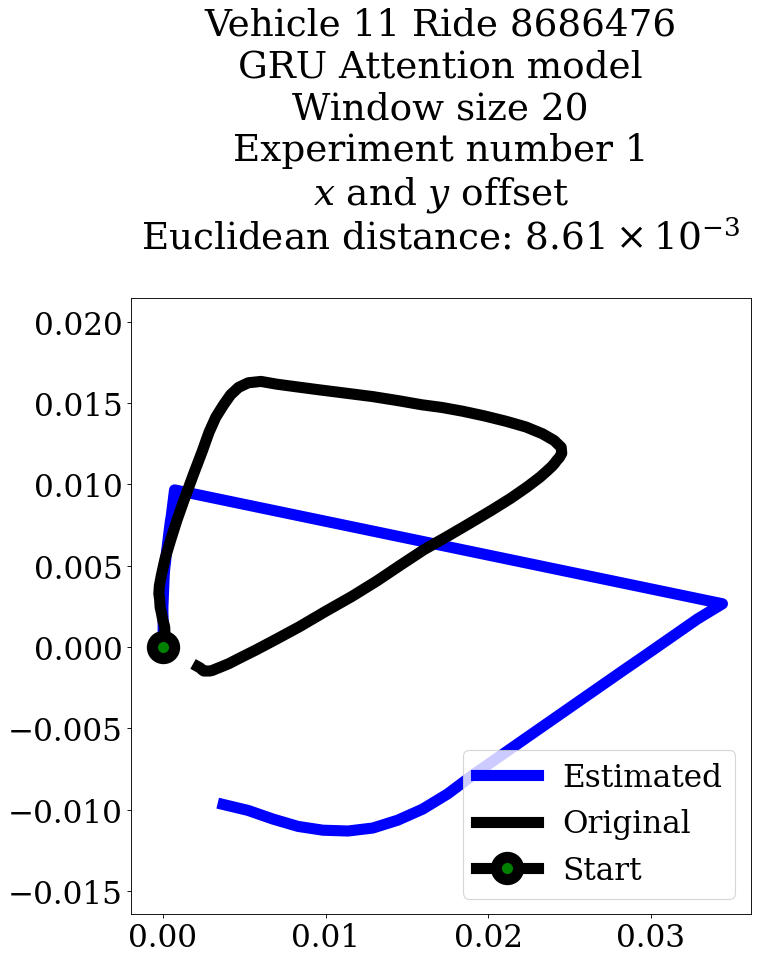 Vehicle 11 Ride 8686476
GRU Attention model
Window size 20
Experiment number 1
x and y offset
Euclidean distance: 8.61 × 10⁻³
0.020
0.015
0.010
0.005
0.000
−0.005
−0.010
−0.015
Estimated
Original
Start
0.00 0.01 0.02 0.03